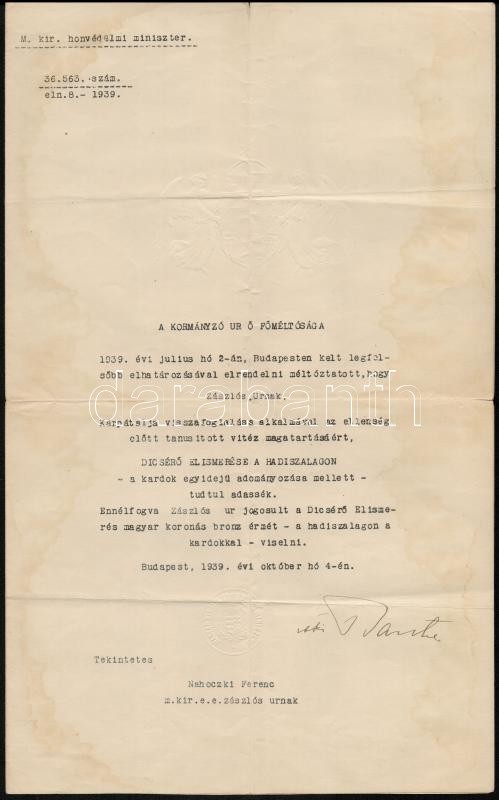 M. kir. honvédelmi miniszter.
36.563. szám.
eln.8.- 1939.
A KORMÁNYZÓ UR Ő FŐMÉLTÓSÁGA
1939. évi julius hó 2-án, Budapesten kelt legfel-
sőbb elhatározásával elrendelni méltóztatott, hogy
Zászlós, Urnak,
Kárpátalja visszafoglalása alkalmával az ellenség
előtt tanusitott vitéz magatartásáért,
DICSÉRŐ ELISMERÉSE A HADISZALAGON
- a kardok egyidejű adományozása mellett -
tudtul adassék.
Ennélfogva Zászlós ur jogosult a Dicsérő Elisme-
rés magyar koronás bronz érmét - a hadiszalagon a
kardokkal - viselni.
Budapest, 1939. évi október hó 4-én.
Tekintetes
Nahoczki Ferenc
m.kir.e.e.zászlós urnak
darabanth